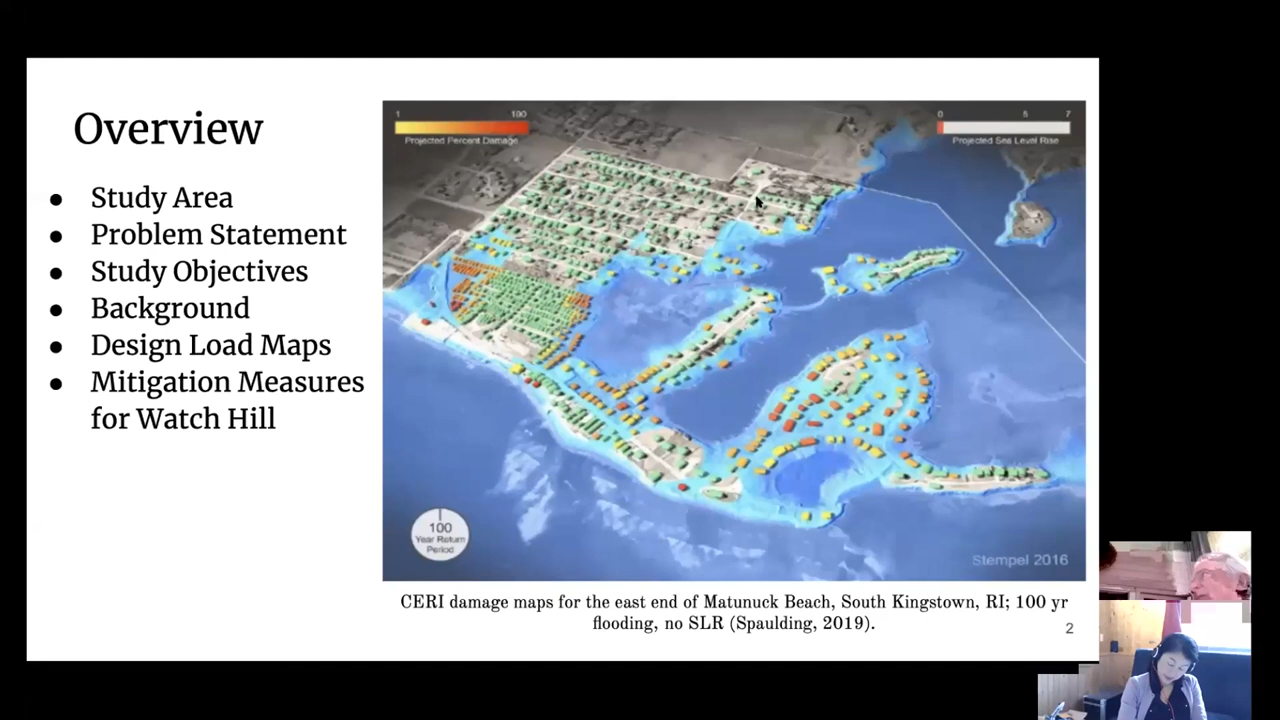 Overview
● Study Area
● Problem Statement
● Study Objectives
● Background
● Design Load Maps
● Mitigation Measures
for Watch Hill
1 100
Projected Percent Damage
0 5 7
Projected Sea Level Rise
100
Year Return
Period
Stempel 2016
CERI damage maps for the east end of Matunuck Beach, South Kingstown, RI; 100 yr
flooding, no SLR (Spaulding, 2019).
2